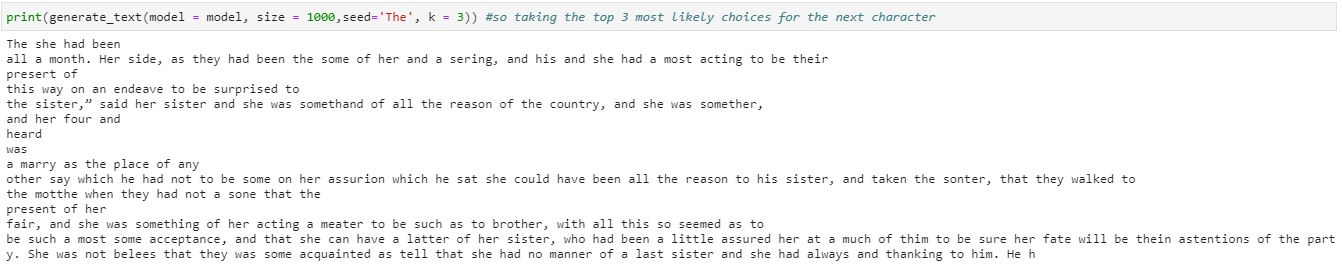 print(generate_text(model = model, size = 1000,seed='The', k = 3)) #so taking the top 3 most likely choices for the next character
The she had been
all a month. Her side, as they had been the some of her and a sering, and his and she had a most acting to be their
present of
this way on an endeave to be surprised to
the sister,” said her sister and she was somethand of all the reason of the country, and she was somether,
and her four and
heard
was
a marry as the place of any
other say which he had not to be some on her assurion which he sat she could have been all the reason to his sister, and taken the sonter, that they walked to
the motthe when they had not a sone that the
present of her
fair, and she was something of her acting a meater to be such as to brother, with all this so seemed as to
be such a most some acceptance, and that she can have a latter of her sister, who had been a little assured her at a much of thim to be sure her fate will be thein astentions of the part
y. She was not belees that they was some acquainted as tell that she had no manner of a last sister and she had always and thanking to him. He h